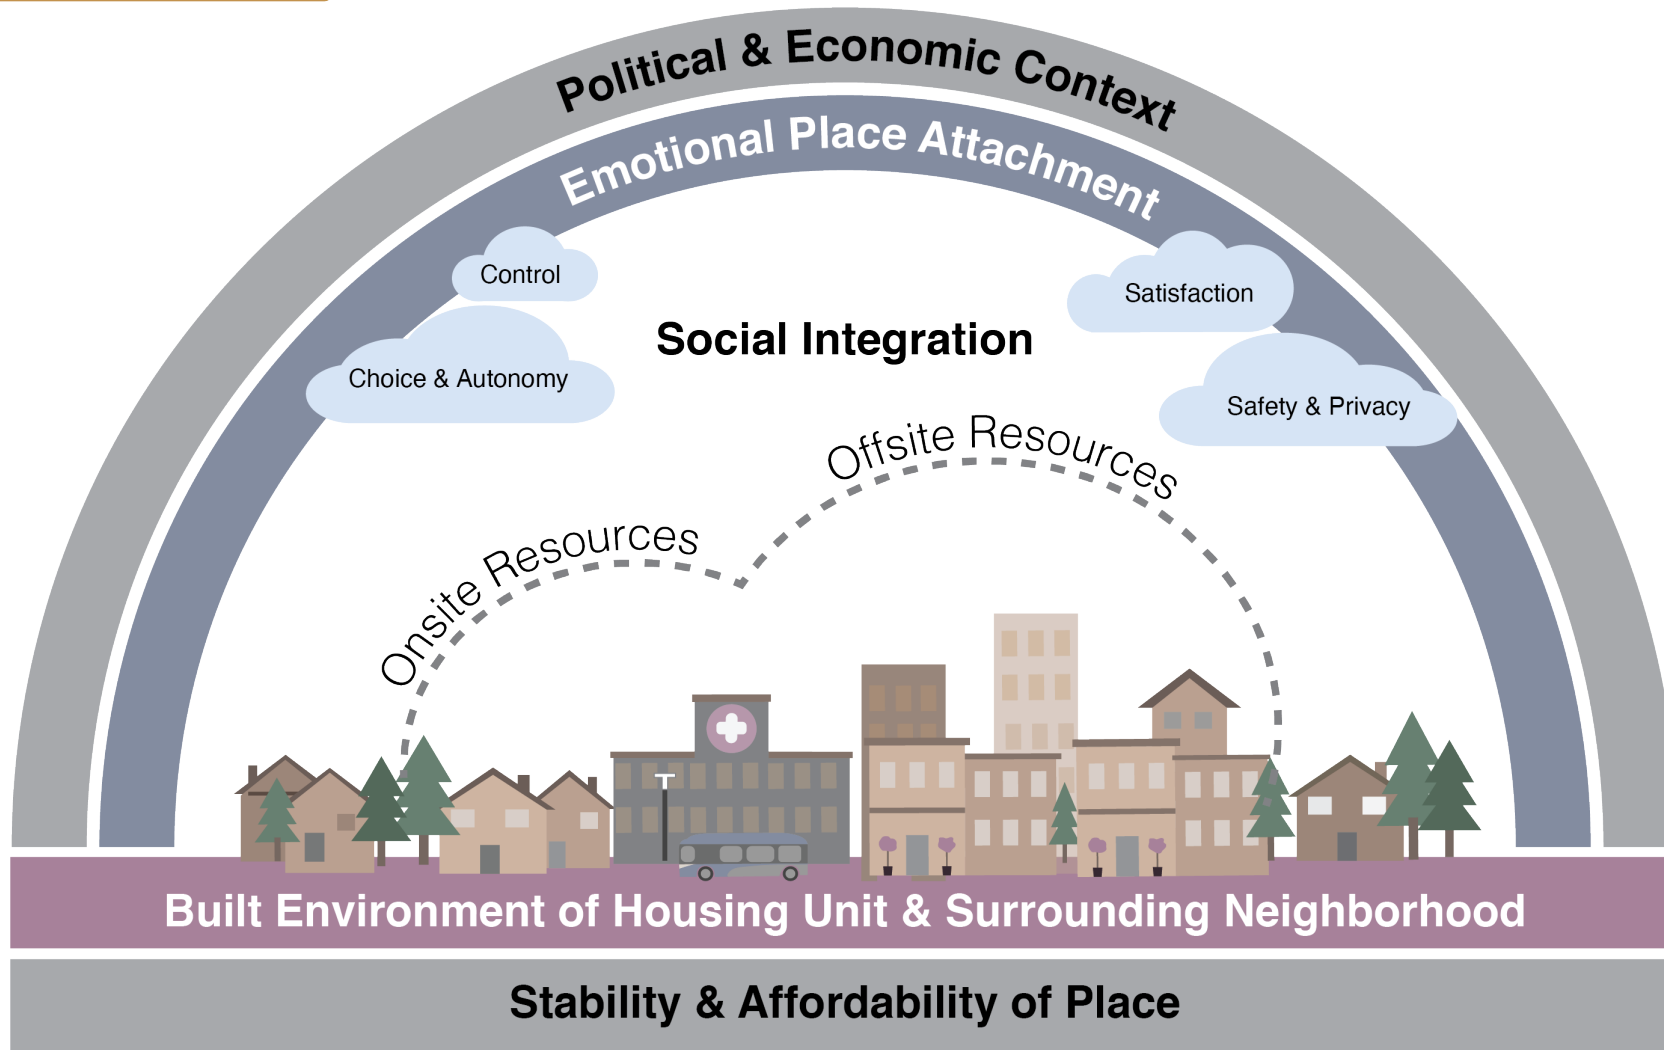 Political & Economic Context
Emotional Place Attachment
Control
Satisfaction
Social Integration
Choice & Autonomy
Safety & Privacy
Offsite Resources
Onsite Resources
Built Environment of Housing Unit & Surrounding Neighborhood
Stability & Affordability of Place